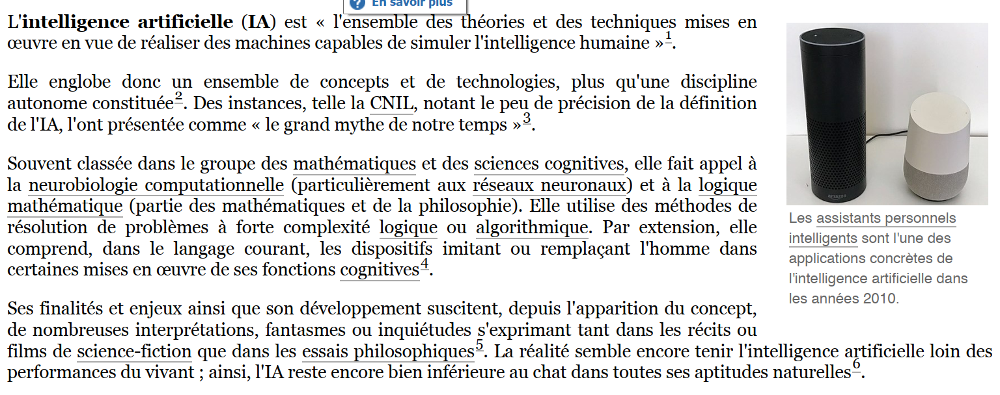 En savoir plus
L'intelligence artificielle (IA) est « l'ensemble des théories et des techniques mises en
œuvre en vue de réaliser des machines capables de simuler l'intelligence humaine »1.
Elle englobe donc un ensemble de concepts et de technologies, plus qu'une discipline
autonome constituée2. Des instances, telle la CNIL, notant le peu de précision de la définition
de l'IA, l'ont présentée comme « le grand mythe de notre temps »3.
Souvent classée dans le groupe des mathématiques et des sciences cognitives, elle fait appel à
la neurobiologie computationnelle (particulièrement aux réseaux neuronaux) et à la logique
mathématique (partie des mathématiques et de la philosophie). Elle utilise des méthodes de
résolution de problèmes à forte complexité logique ou algorithmique. Par extension, elle
comprend, dans le langage courant, les dispositifs imitant ou remplaçant l'homme dans
certaines mises en œuvre de ses fonctions cognitives4.
Ses finalités et enjeux ainsi que son développement suscitent, depuis l'apparition du concept,
de nombreuses interprétations, fantasmes ou inquiétudes s'exprimant tant dans les récits ou
films de science-fiction que dans les essais philosophiques5. La réalité semble encore tenir l'intelligence artificielle loin des
performances du vivant ; ainsi, l'IA reste encore bien inférieure au chat dans toutes ses aptitudes naturelles6.
amazon
Les assistants personnels
intelligents sont l'une des
applications concrètes de
l'intelligence artificielle dans
les années 2010.